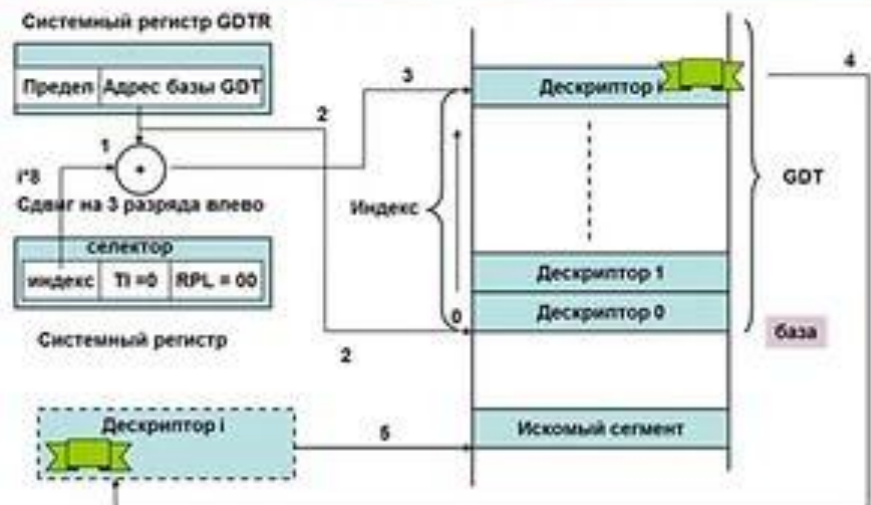 Системный регистр GDTR
Предел Адрес базы GDT
1
2
3
4
i*8
Сдвиг на 3 разряда влево
селектор
индекс TI =0 RPL = 00
Системный регистр
2
Индекс
0
Дескриптор
Дескриптор 1
Дескриптор 0
GDT
база
Дескриптор i
5
Искомый сегмент